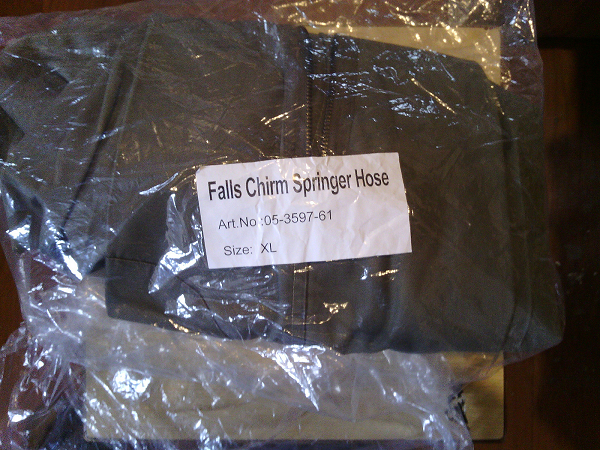 Falls Chirm Springer Hose
Art.No :05-3597-61
Size: XL